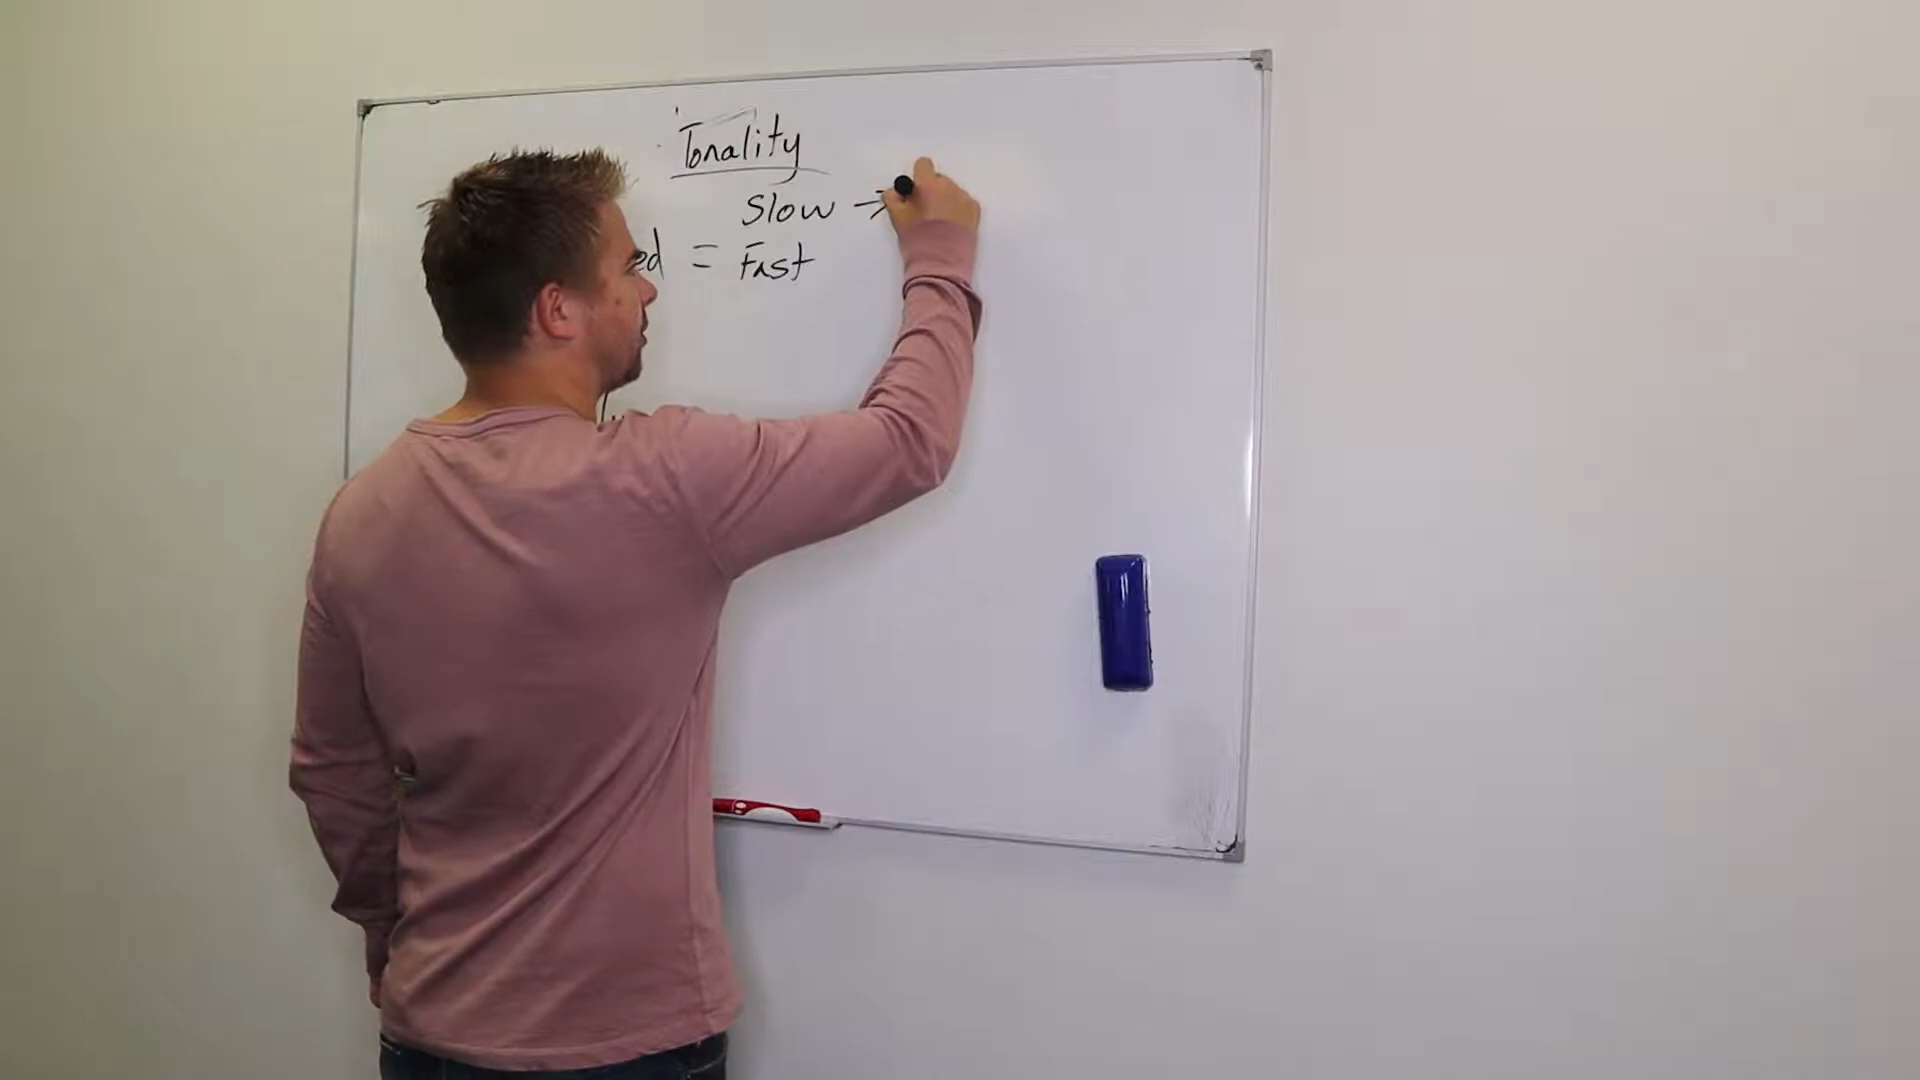 Tonality
Slow →
ed = Fast